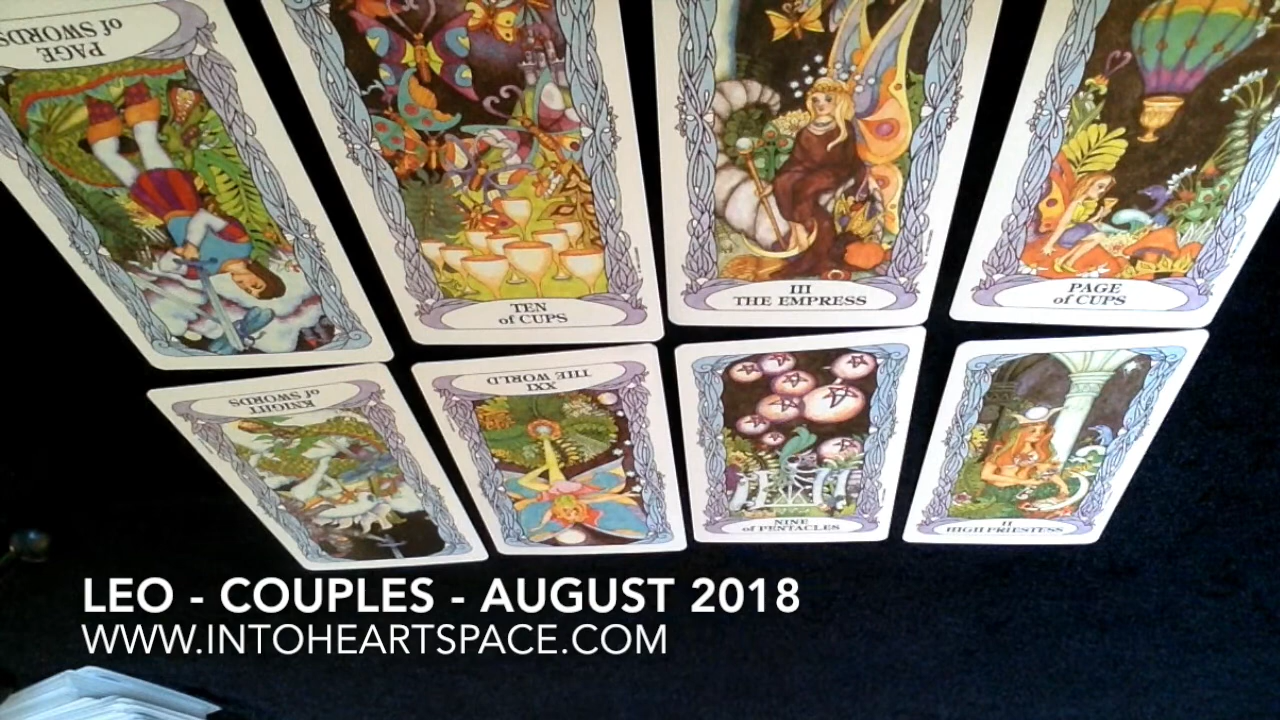 PAGE
of SWORDS
TEN
of CUPS
III
THE EMPRESS
PAGE
of CUPS
KNIGHT
of SWORDS
XXI
THE WORLD
NINE
of PENTACLES
II
HIGH PRIESTESS
LEO - COUPLES - AUGUST 2018
WWW.INTOHEARTSPACE.COM